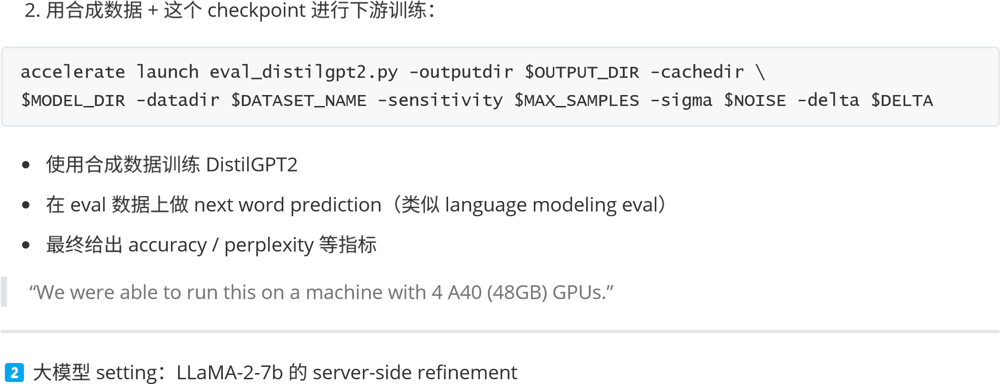 2. 用合成数据 + 这个 checkpoint 进行下游训练：
accelerate launch eval_distilgpt2.py -outputdir $OUTPUT_DIR -cachedir \
$MODEL_DIR -datadir $DATASET_NAME -sensitivity $MAX_SAMPLES -sigma $NOISE -delta $DELTA
• 使用合成数据训练 DistilGPT2
• 在 eval 数据上做 next word prediction（类似 language modeling eval）
• 最终给出 accuracy / perplexity 等指标
“We were able to run this on a machine with 4 A40 (48GB) GPUs.”
2️⃣ 大模型 setting：LLaMA-2-7b 的 server-side refinement